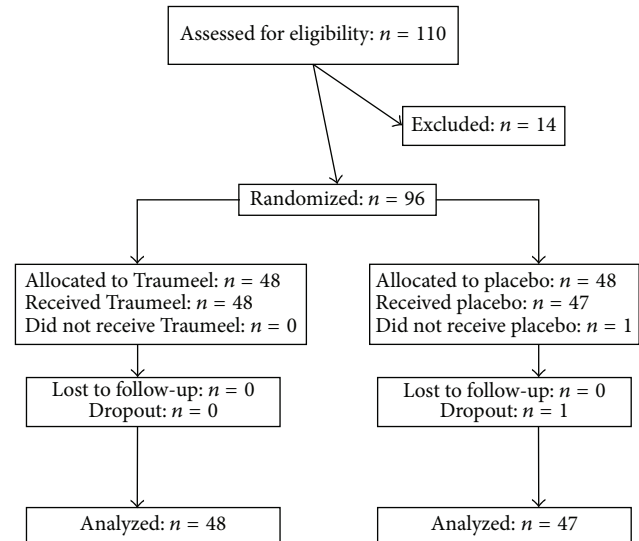 Assessed for eligibility: n = 110
Excluded: n = 14
Randomized: n = 96
Allocated to Traumeel: n = 48
Received Traumeel: n = 48
Did not receive Traumeel: n = 0
Allocated to placebo: n = 48
Received placebo: n = 47
Did not receive placebo: n = 1
Lost to follow-up: n = 0
Dropout: n = 0
Lost to follow-up: n = 0
Dropout: n = 1
Analyzed: n = 48
Analyzed: n = 47